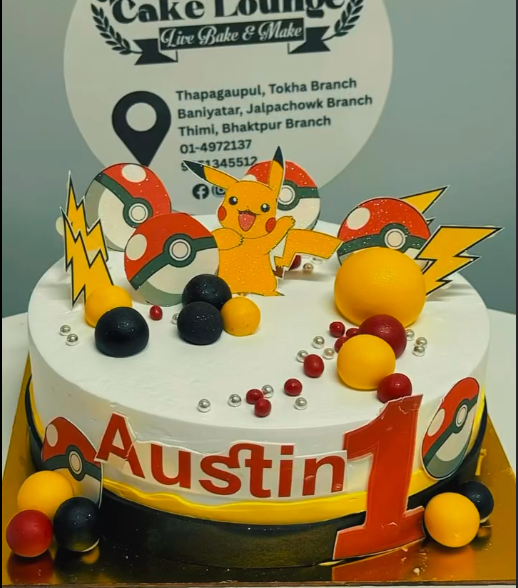 Cake Lounge
Live Bake & Make
Thapagaupul, Tokha Branch
Baniyatar, Jalpachowk Branch
Thimi, Bhaktpur Branch
01-4972137
Austin
1